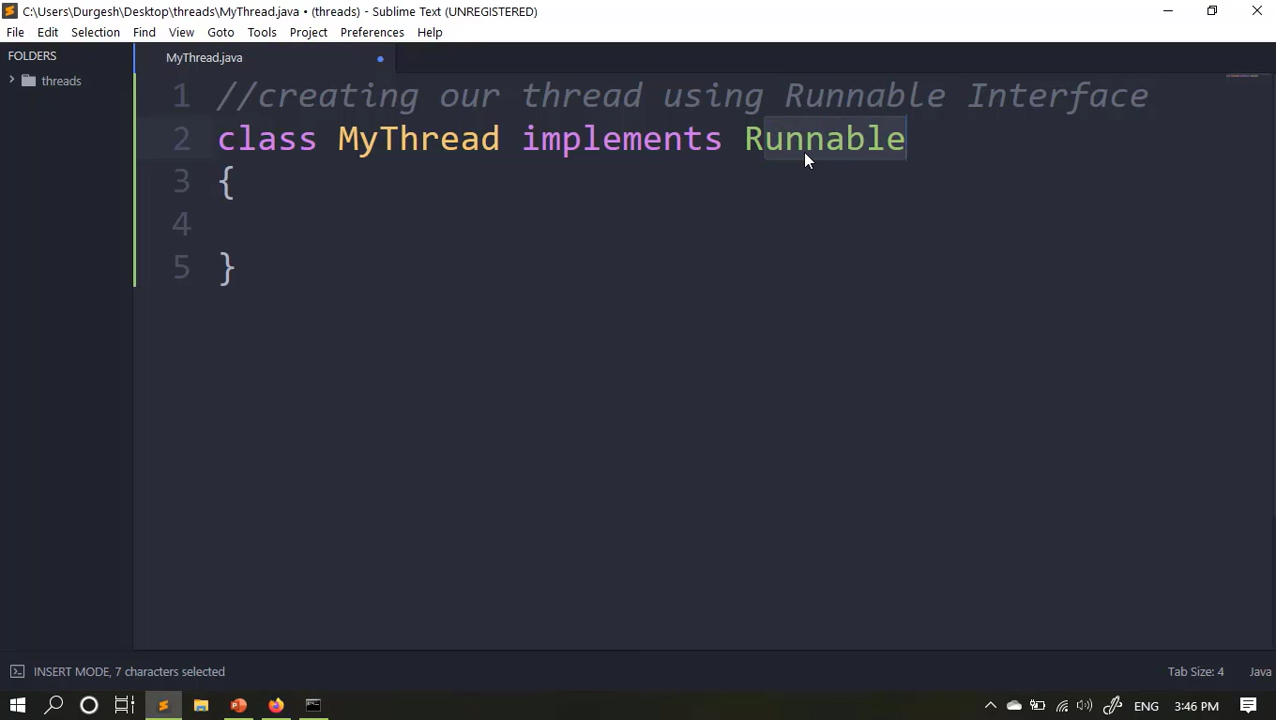 C:\Users\Durgesh\Desktop\threads\MyThread.java • (threads) - Sublime Text (UNREGISTERED)
File Edit Selection Find View Goto Tools Project Preferences Help
FOLDERS
threads
MyThread.java
1 //creating our thread using Runnable Interface
2 class MyThread implements Runnable
3 {
4
5 }
INSERT MODE, 7 characters selected
Tab Size: 4
Java
ENG
3:46 PM